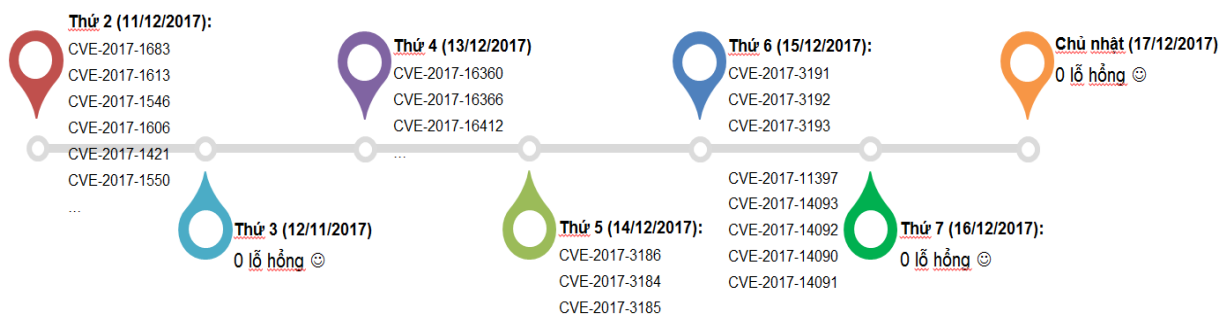 Thứ 2 (11/12/2017):
CVE-2017-1683
CVE-2017-1613
CVE-2017-1546
CVE-2017-1606
CVE-2017-1421
CVE-2017-1550
...
Thứ 3 (12/11/2017)
0 lỗ hổng ☺
Thứ 4 (13/12/2017)
CVE-2017-16360
CVE-2017-16366
CVE-2017-16412
...
Thứ 5 (14/12/2017):
CVE-2017-3186
CVE-2017-3184
CVE-2017-3185
Thứ 6 (15/12/2017):
CVE-2017-3191
CVE-2017-3192
CVE-2017-3193
CVE-2017-11397
CVE-2017-14093
CVE-2017-14092
CVE-2017-14090
CVE-2017-14091
Thứ 7 (16/12/2017):
0 lỗ hổng ☺
Chủ nhật (17/12/2017)
0 lỗ hổng ☺